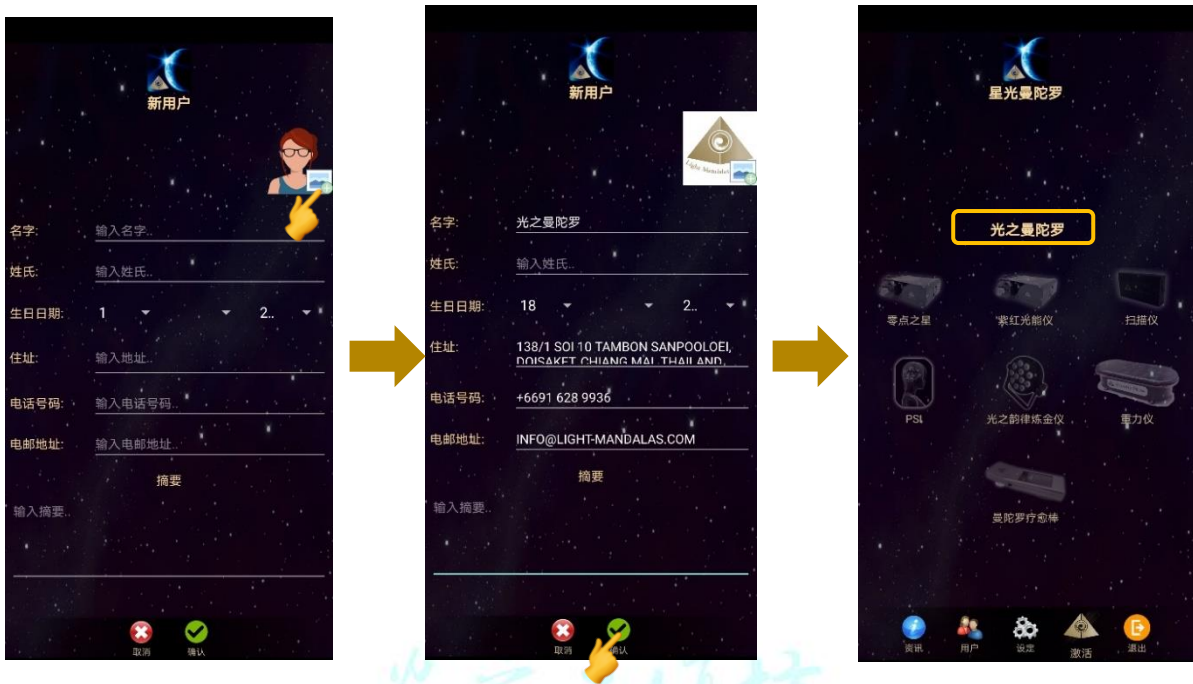 新用户
名字:
输入名字..
姓氏:
输入姓氏..
生日日期:
1
2..
住址:
输入地址..
电话号码:
输入电话号码..
电邮地址:
输入电邮地址..
摘要
输入摘要..
取消
确认
新用户
Light Mandalas
名字:
光之曼陀罗
姓氏:
输入姓氏..
生日日期:
18
2..
住址:
138/1 SOI 10 TAMBON SANPOOLOEI,
DOISAKET CHIANG MAI, THAILAND,
电话号码:
+6691 628 9936
电邮地址:
INFO@LIGHT-MANDALAS.COM
摘要
输入摘要..
取消
确认
星光曼陀罗
光之曼陀罗
零点之星
紫红光能仪
扫描仪
PSL
光之韵律炼金仪
重力仪
曼陀罗疗愈棒
资讯
用户
设定
激活
退出